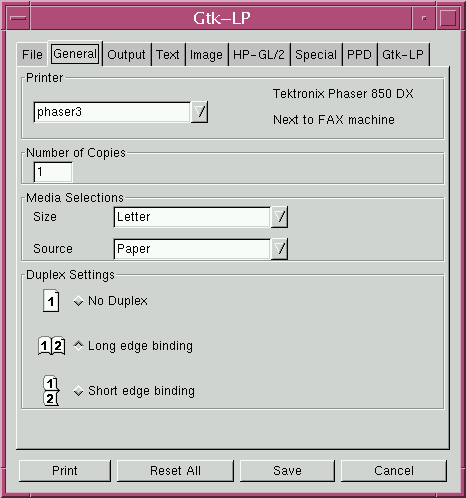 Gtk-LP
File General Output Text Image HP-GL/2 Special PPD Gtk-LP
Printer
phaser3
Tektronix Phaser 850 DX
Next to FAX machine
Number of Copies
1
Media Selections
Size Letter
Source Paper
Duplex Settings
1 No Duplex
1 2 Long edge binding
1
2
Short edge binding
Print Reset All Save Cancel